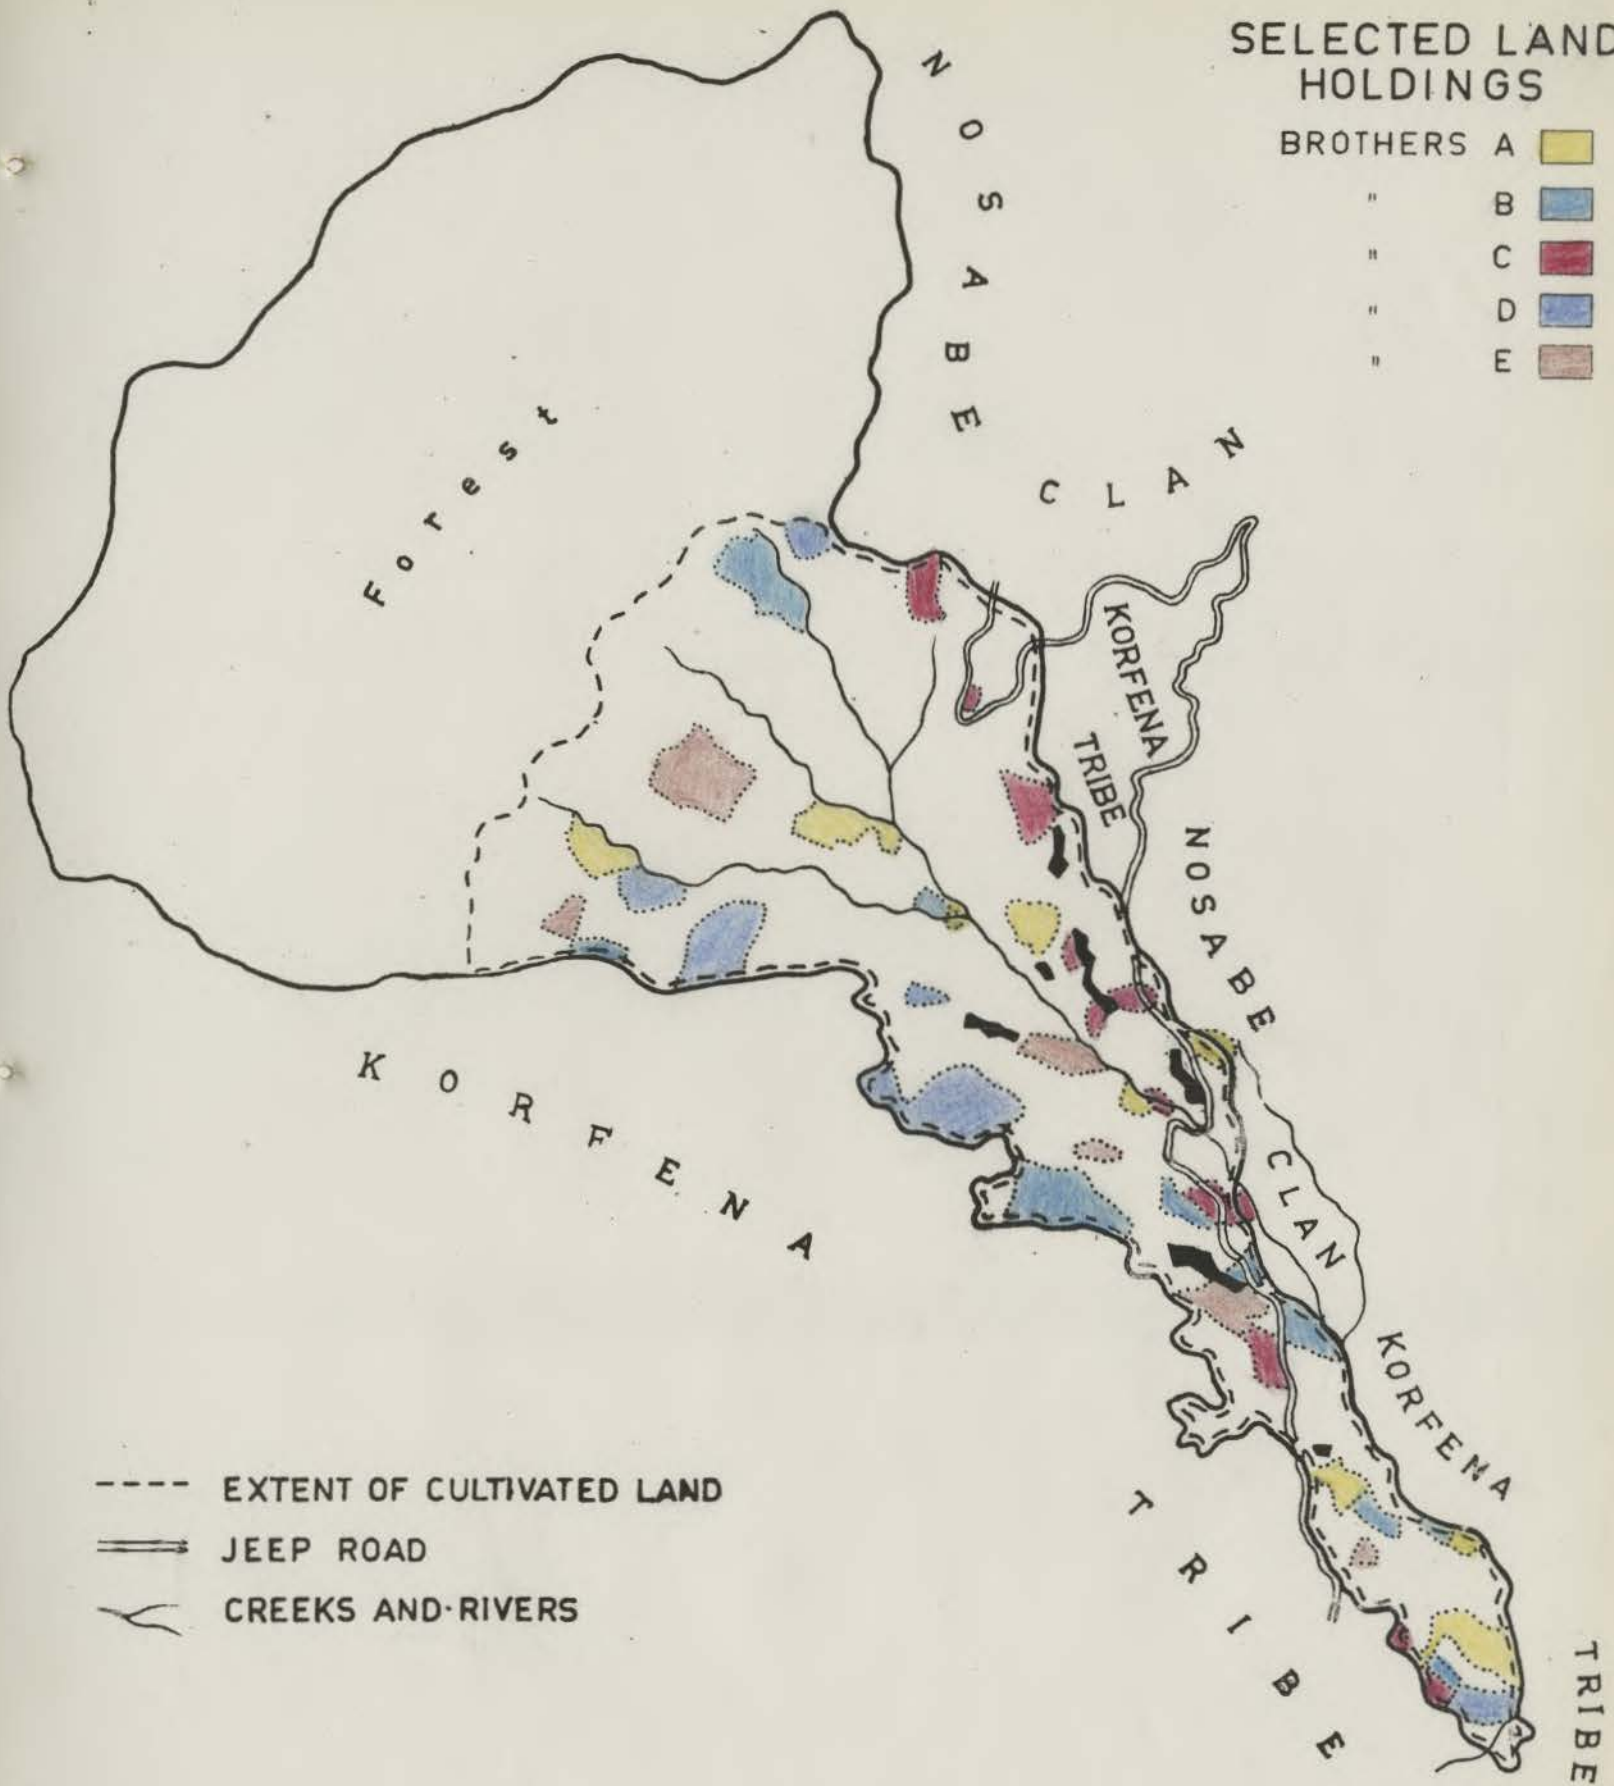 SELECTED LAND
HOLDINGS
BROTHERS A
" B
" C
" D
" E
NOSABE
CLAN
Forest
KORFENA
TRIBE
NOSABE
CLAN
KORFENA
TRIBE
KORFENA
TRIBE
---- EXTENT OF CULTIVATED LAND
JEEP ROAD
CREEKS AND·RIVERS